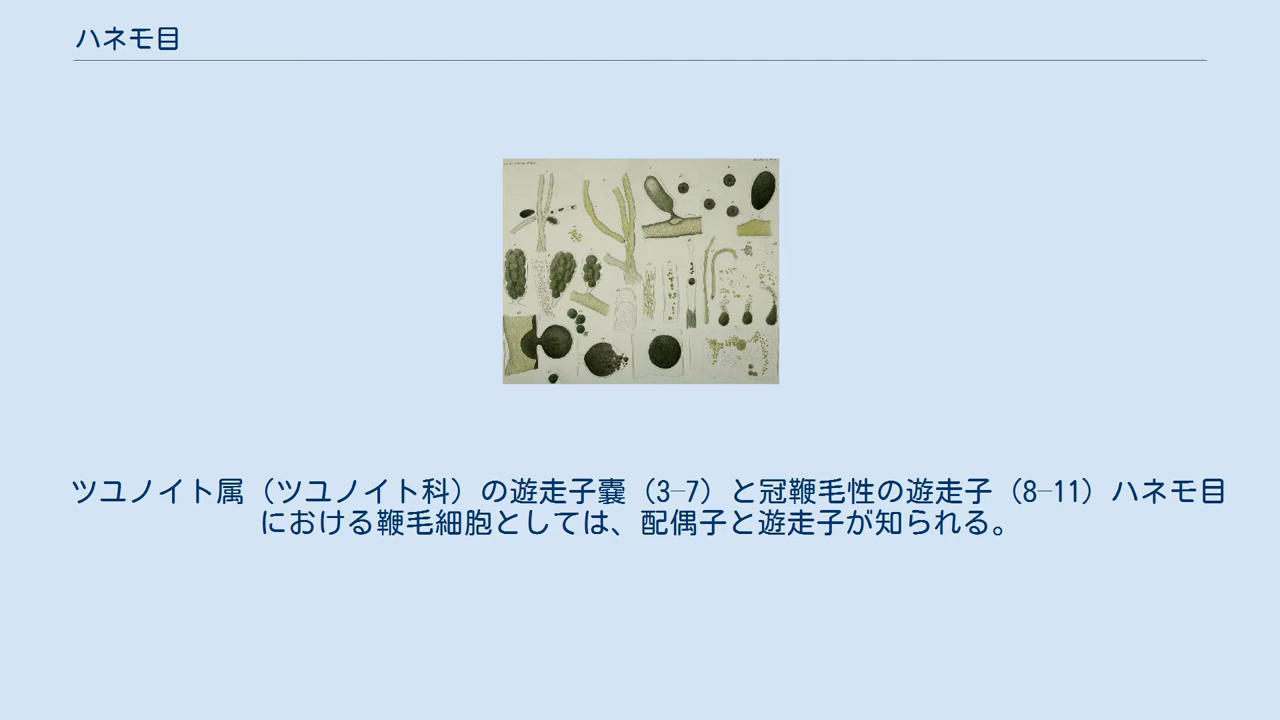 ハネモ目
ツユノイト属（ツユノイト科）の遊走子嚢（3–7）と冠鞭毛性の遊走子（8–11）ハネモ目
における鞭毛細胞としては、配偶子と遊走子が知られる。